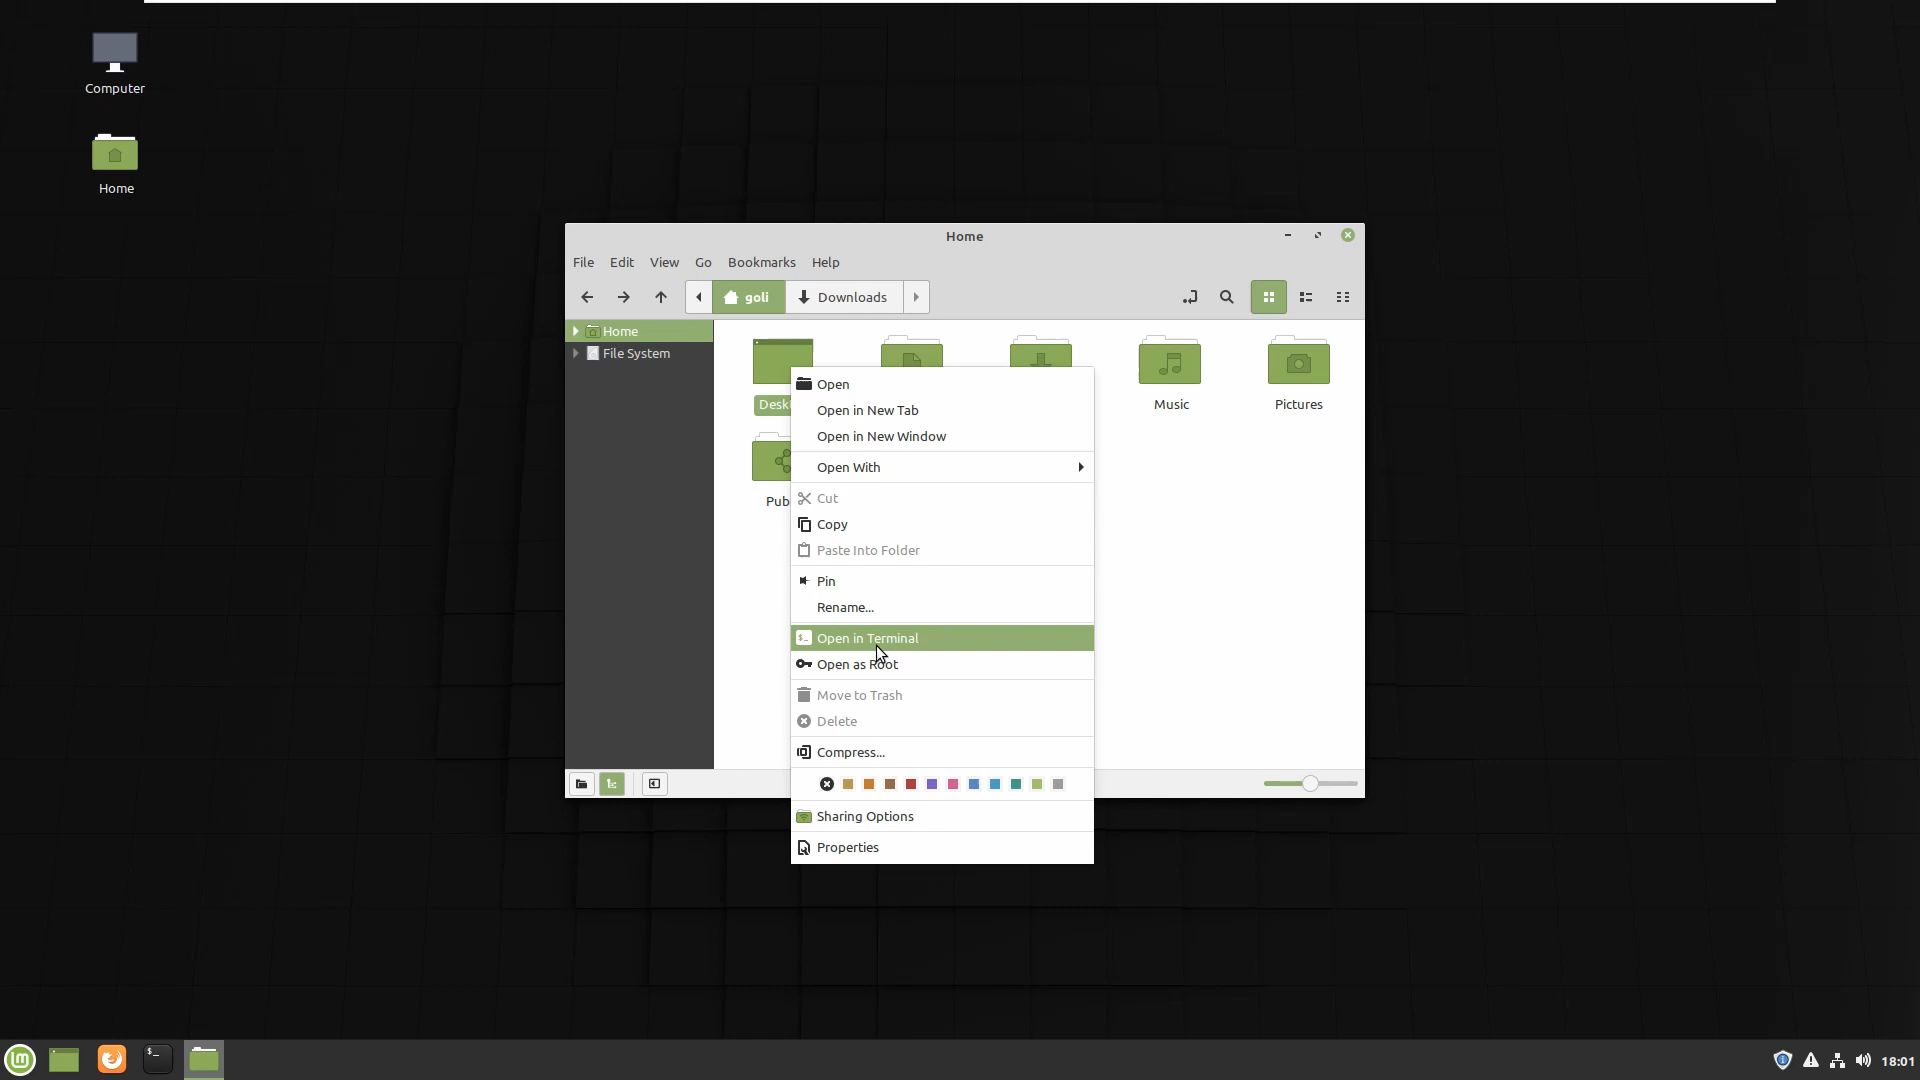 Computer
Home
Home
File Edit View Go Bookmarks Help
goli Downloads
Home
File System
Music
Pictures
Open
Open in New Tab
Open in New Window
Open With
Cut
Copy
Paste Into Folder
Pin
Rename...
Open in Terminal
Open as Root
Move to Trash
Delete
Compress...
Sharing Options
Properties
$_
18:01